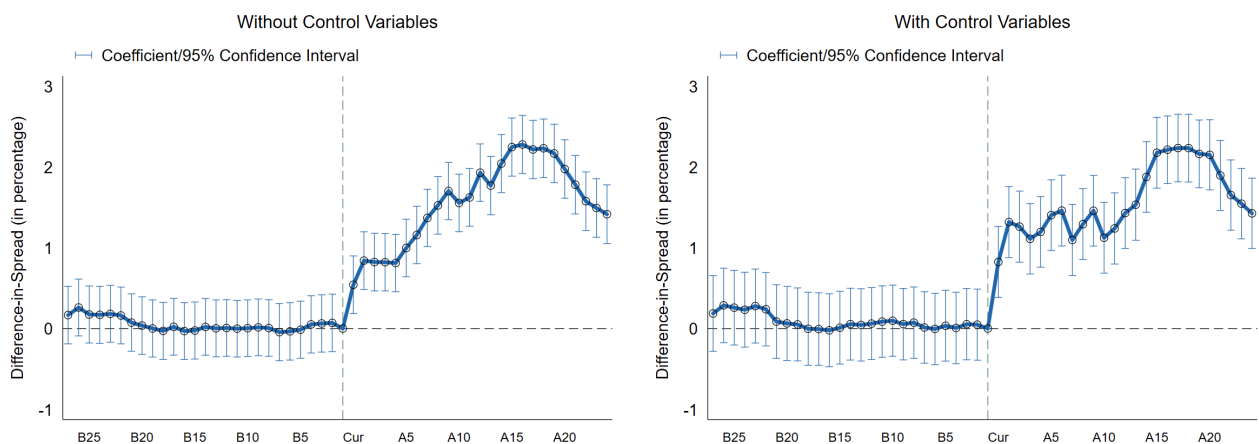 Without Control Variables
Coefficient/95% Confidence Interval
Difference-in-Spread (in percentage)
3
2
1
0
-1
B25 B20 B15 B10 B5 Cur A5 A10 A15 A20
With Control Variables
Coefficient/95% Confidence Interval
Difference-in-Spread (in percentage)
3
2
1
0
-1
B25 B20 B15 B10 B5 Cur A5 A10 A15 A20